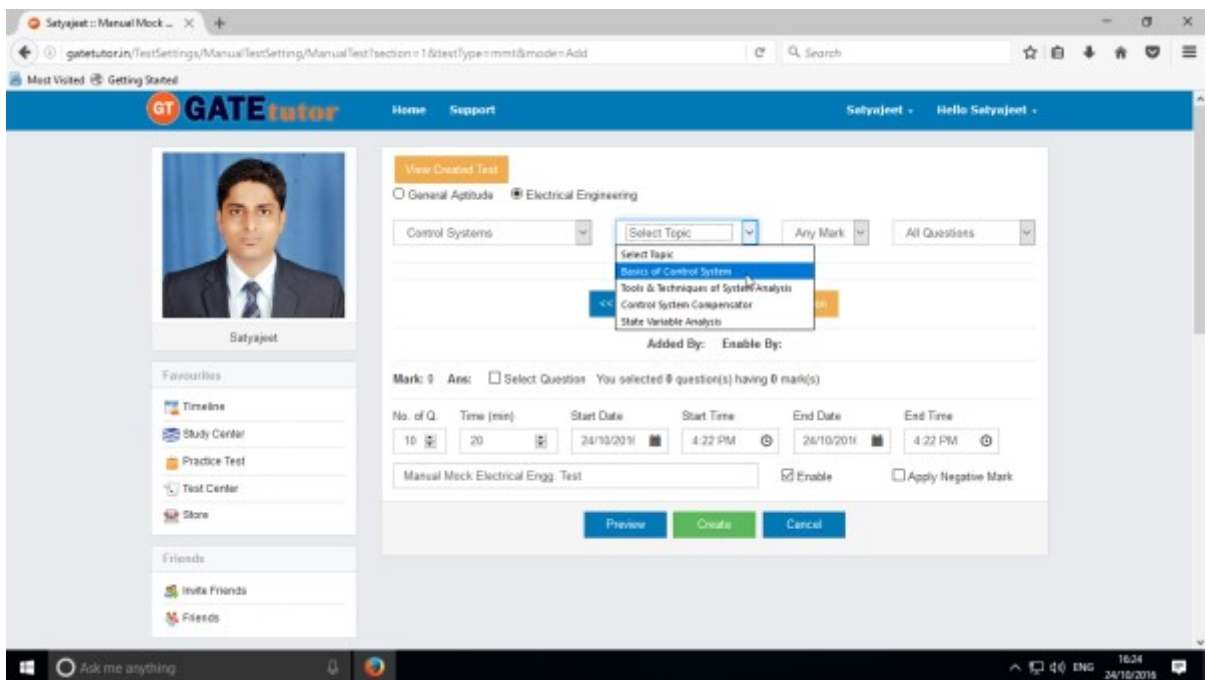 Satyajeet :: Manual Mock ...
gatetutor.in/TestSettings/ManualTestSetting/ManualTest?section=1&testType=mmt&mode=Add
Search
Most Visited Getting Started
GT GATEtutor Home Support Satyajeet Hello Satyajeet
View Created Test
General Aptitude Electrical Engineering
Control Systems Select Topic Any Mark All Questions
Select Topic
Basics of Control System
Tools & Techniques of System Analysis
<< Control System Compensator
State Variable Analysis
Satyajeet
Added By: Enable By:
Favourites
Mark: 0 Ans: Select Question You selected 0 question(s) having 0 mark(s)
Timeline
Study Center
Practice Test
Test Center
Store
No. of Q. Time (min) Start Date Start Time End Date End Time
10 20 24/10/201 4:22 PM 24/10/201 4:22 PM
Manual Mock Electrical Engg. Test Enable Apply Negative Mark
Preview Create Cancel
Friends
Invite Friends
Friends
Ask me anything
ENG 16:24
24/10/2016